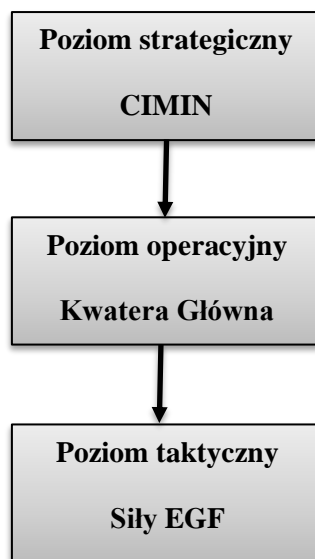 Poziom strategiczny
CIMIN
Poziom operacyjny
Kwatera Główna
Poziom taktyczny
Siły EGF